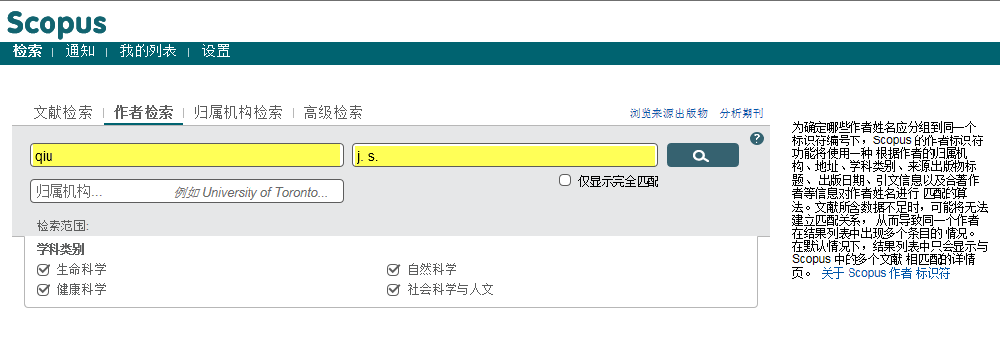 Scopus
检索 通知 我的列表 设置
文献检索 作者检索 归属机构检索 高级检索
浏览来源出版物 分析期刊
qiu
j. s.
仅显示完全匹配
归属机构... 例如 University of Toronto...
检索范围:
学科类别
生命科学 自然科学
健康科学 社会科学与人文
为确定哪些作者姓名应分组到同一个
标识符编号下，Scopus 的作者标识符
功能将使用一种 根据作者的归属机
构、地址、学科类别、来源出版物标
题、 出版日期、引文信息以及合著作
者等信息对作者姓名进行 匹配的算
法。文献所含数据不足时，可能将无法
建立匹配关系， 从而导致同一个作者
在结果列表中出现多个条目的 情况。
在默认情况下，结果列表中只会显示与
Scopus 中的多个文献 相匹配的详情
页。 关于 Scopus 作者 标识符